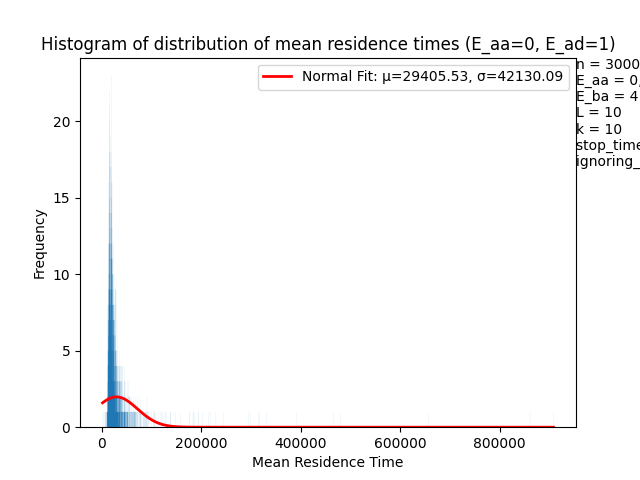 Histogram of distribution of mean residence times (E_aa=0, E_ad=1)
Normal Fit: μ=29405.53, σ=42130.09
n = 3000
E_aa = 0,
E_ba = 4
L = 10
k = 10
stop_time
ignoring_
Frequency
20
15
10
5
0
0 200000 400000 600000 800000
Mean Residence Time